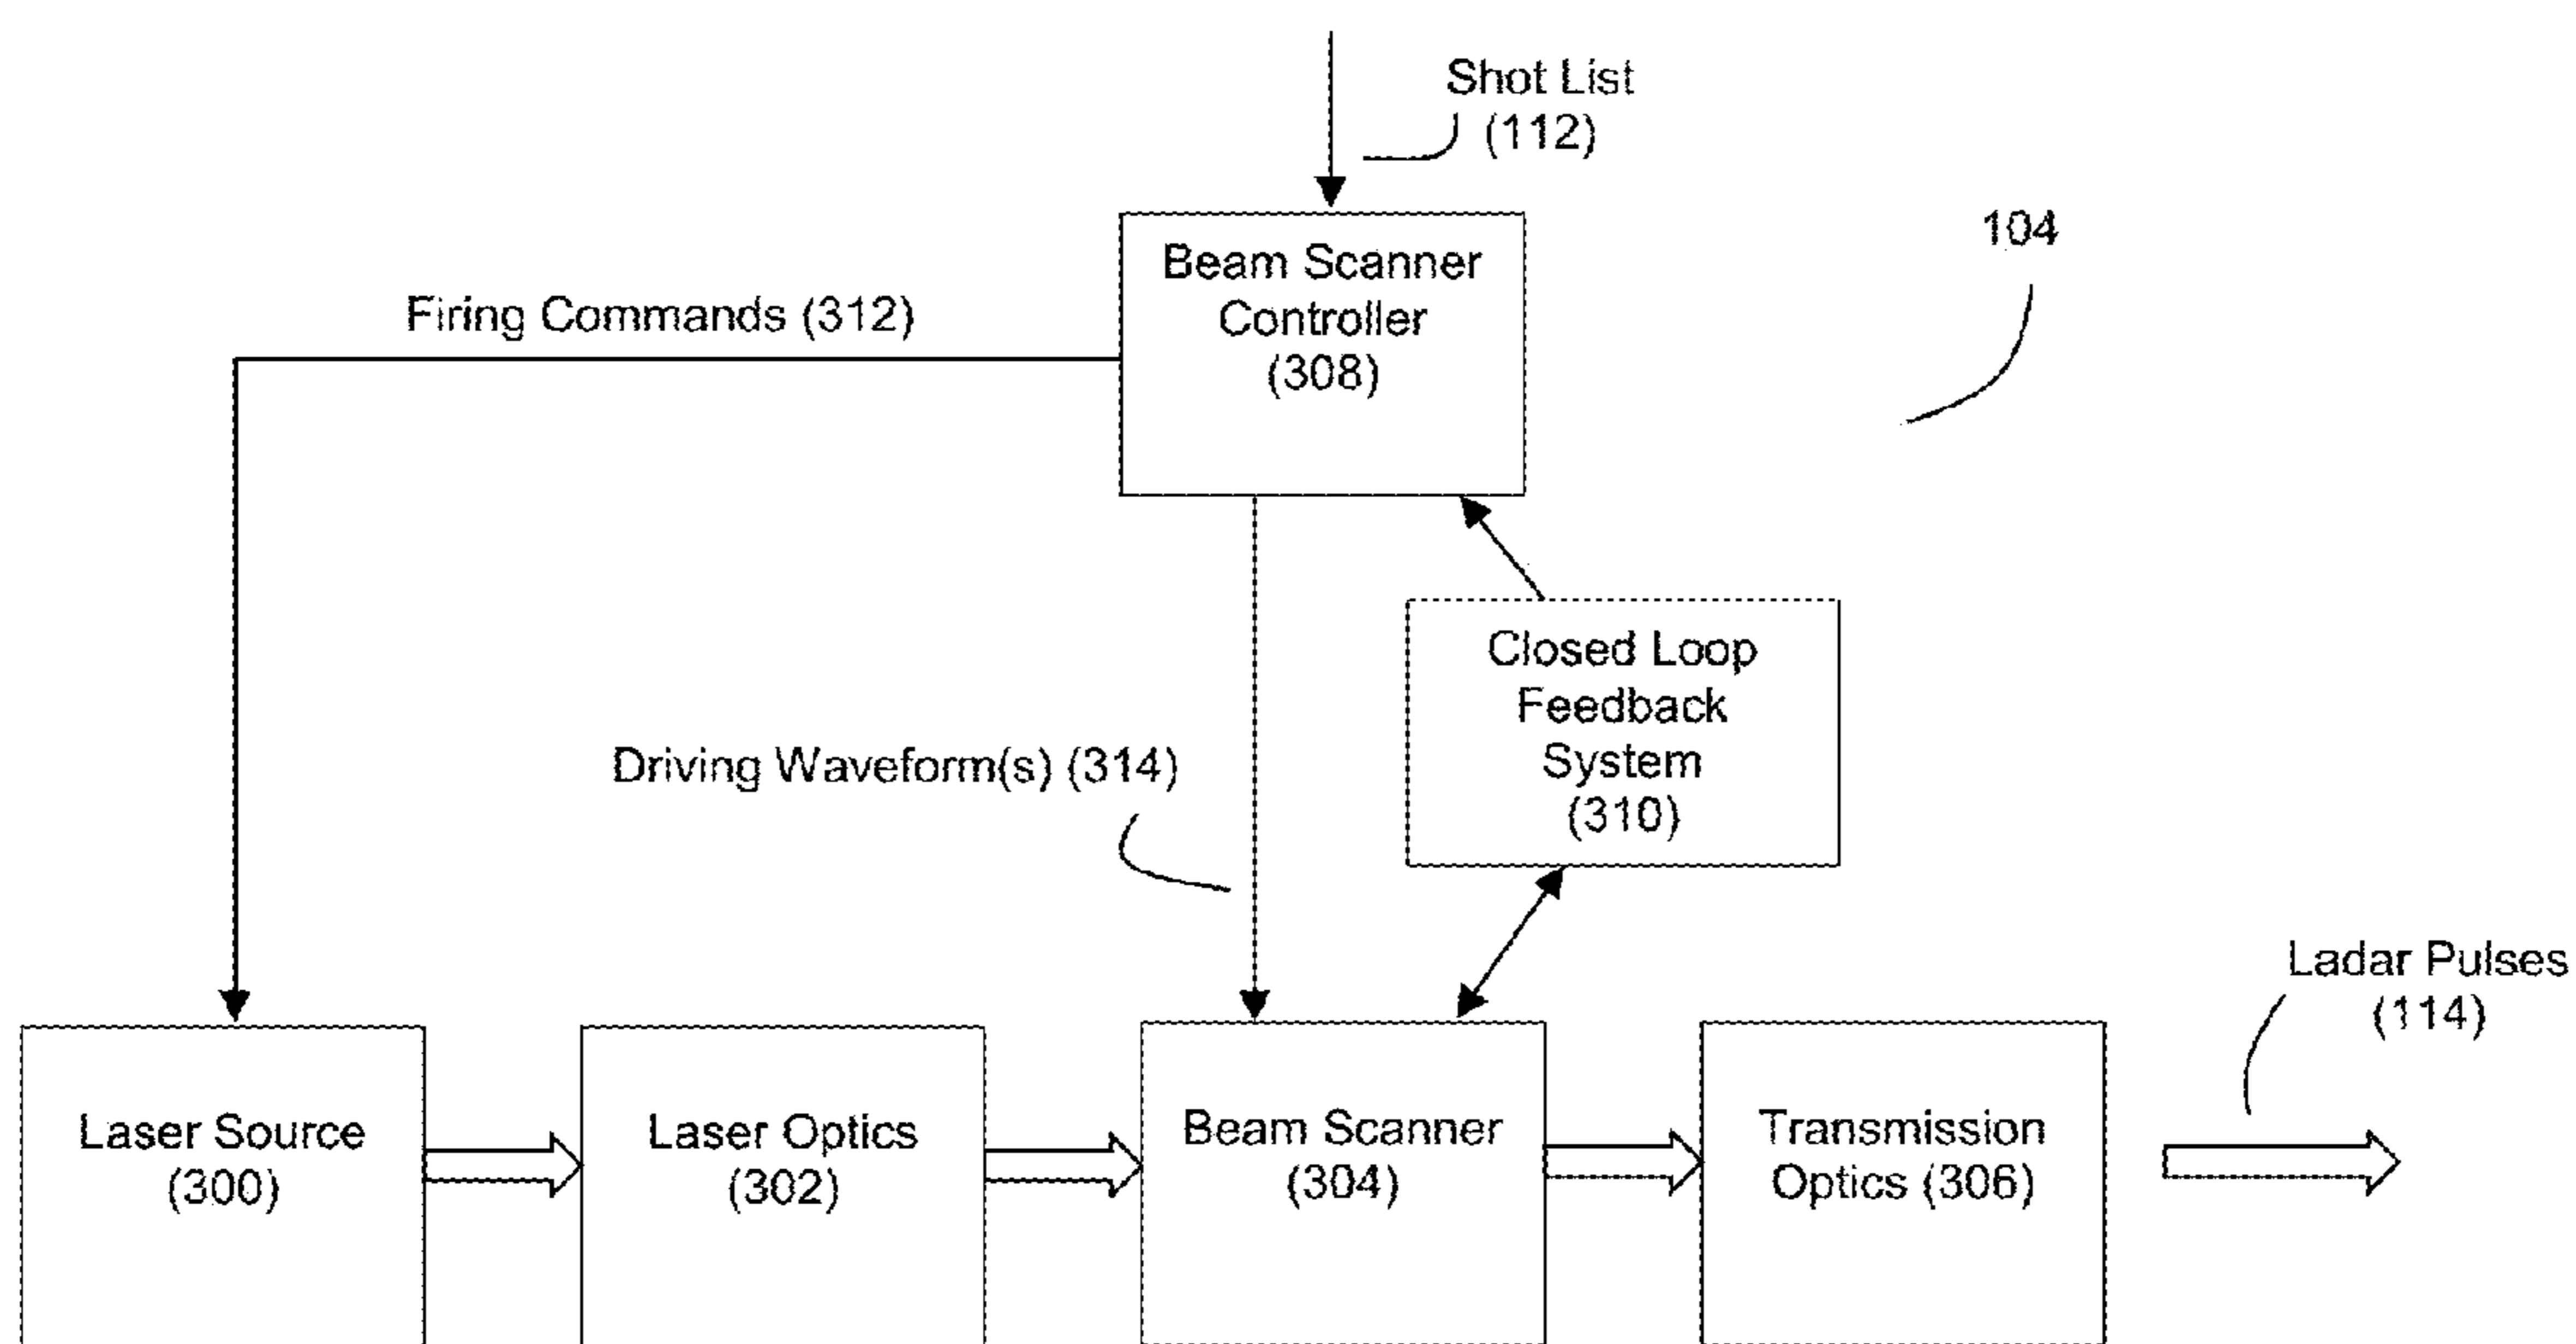 Shot List
(112)
104
Beam Scanner
Controller
(308)
Firing Commands (312)
Closed Loop
Feedback
System
(310)
Driving Waveform(s) (314)
Ladar Pulses
(114)
Laser Source
(300)
Laser Optics
(302)
Beam Scanner
(304)
Transmission
Optics (306)